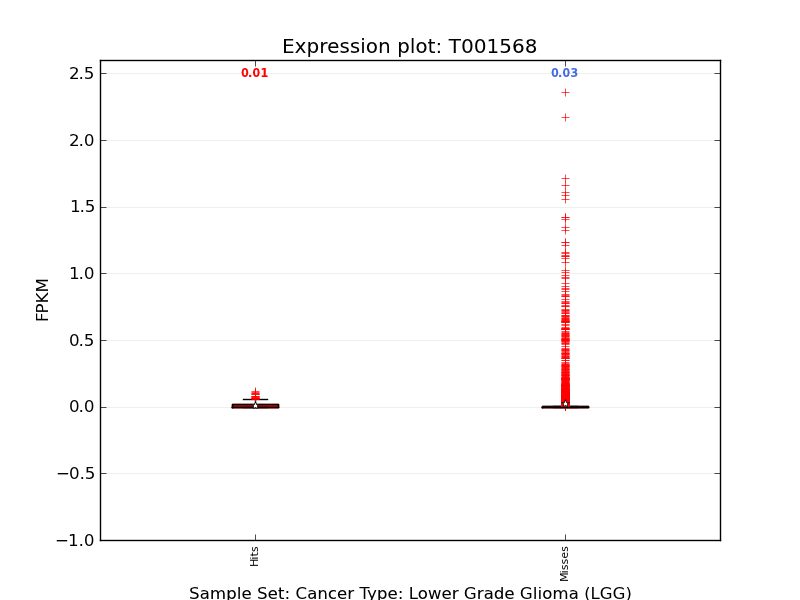 Expression plot: T001568
0.01
0.03
2.5
2.0
1.5
1.0
0.5
0.0
−0.5
−1.0
FPKM
Hits
Misses
Sample Set: Cancer Type: Lower Grade Glioma (LGG)